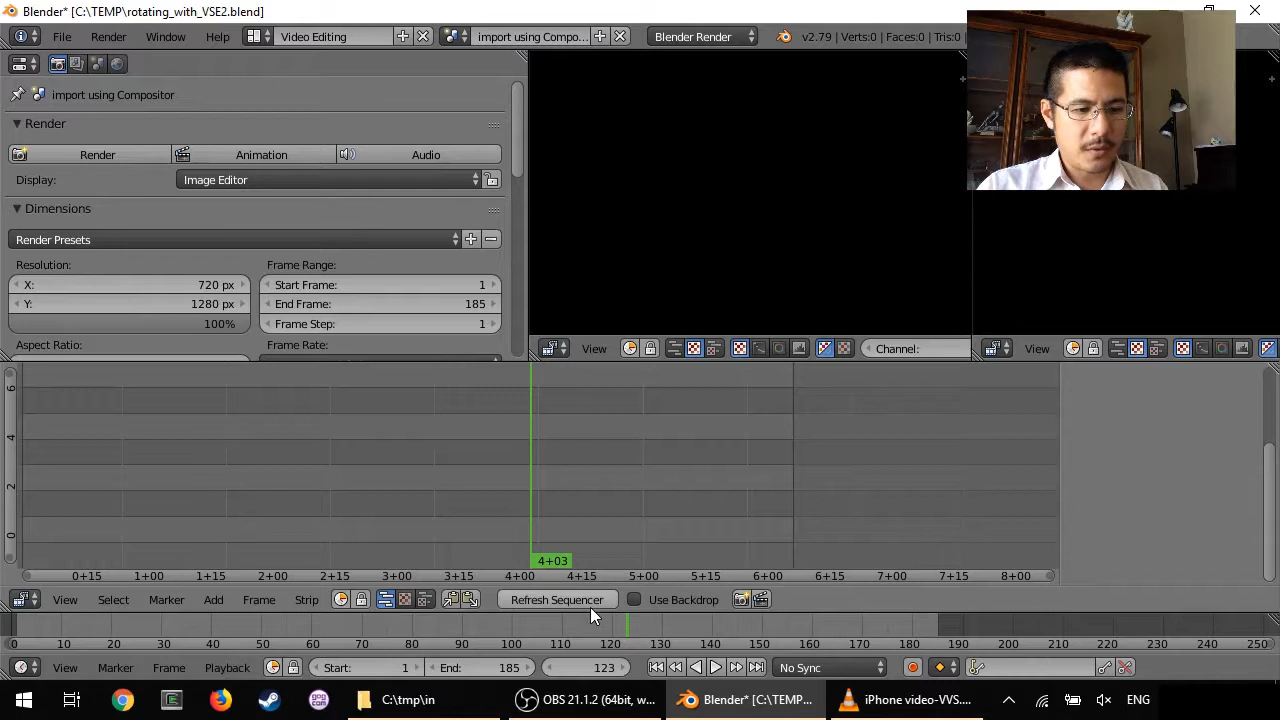 Blender* [C:\TEMP\rotating_with_VSE2.blend]
File Render Window Help Video Editing import using Compo... Blender Render v2.79 | Verts:0 | Faces:0 | Tris:0
import using Compositor
Render
Render Animation Audio
Display: Image Editor
Dimensions
Render Presets
Resolution: Frame Range:
X: 720 px Start Frame: 1
Y: 1280 px End Frame: 185
100% Frame Step: 1
Aspect Ratio: Frame Rate:
View Channel: View
6
4
2
0
4+03
0+15 1+00 1+15 2+00 2+15 3+00 3+15 4+00 4+15 5+00 5+15 6+00 6+15 7+00 7+15 8+00
View Select Marker Add Frame Strip Refresh Sequencer Use Backdrop
0 10 20 30 40 50 60 70 80 90 100 110 120 130 140 150 160 170 180 190 200 210 220 230 240 250
View Marker Frame Playback Start: 1 End: 185 123 No Sync
C:\tmp\in OBS 21.1.2 (64bit, w... Blender* [C:\TEMP... iPhone video-VVS.... ENG